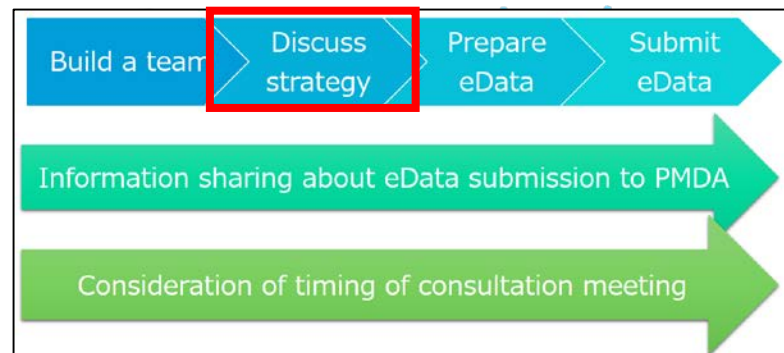 Build a team
Discuss
strategy
Prepare
eData
Submit
eData
Information sharing about eData submission to PMDA
Consideration of timing of consultation meeting